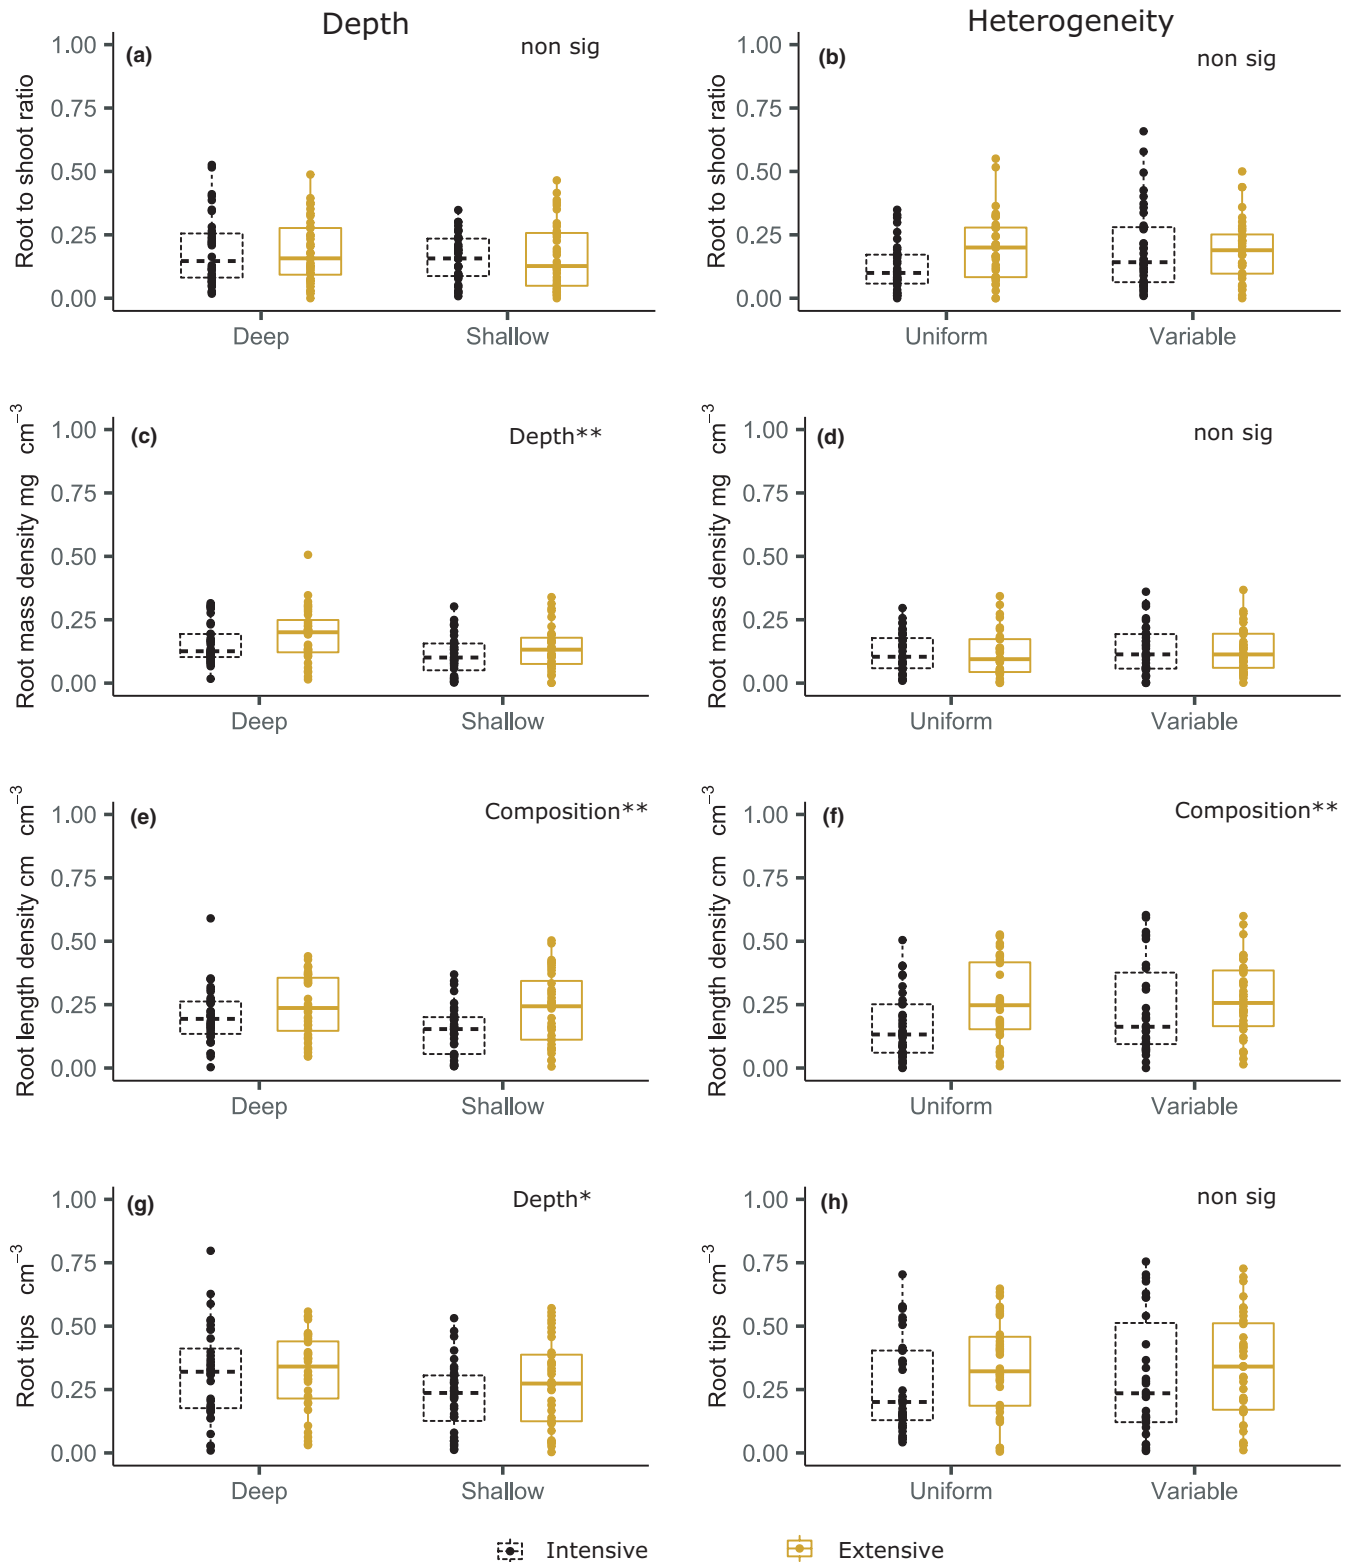 Depth
Heterogeneity
(a)
non sig
1.00
0.75
0.50
0.25
0.00
Root to shoot ratio
Deep
Shallow
(b)
non sig
1.00
0.75
0.50
0.25
0.00
Root to shoot ratio
Uniform
Variable
(c)
Depth**
1.00
0.75
0.50
0.25
0.00
Root mass density mg cm⁻³
Deep
Shallow
(d)
non sig
1.00
0.75
0.50
0.25
0.00
Root mass density mg cm⁻³
Uniform
Variable
(e)
Composition**
1.00
0.75
0.50
0.25
0.00
Root length density cm cm⁻³
Deep
Shallow
(f)
Composition**
1.00
0.75
0.50
0.25
0.00
Root length density cm cm⁻³
Uniform
Variable
(g)
Depth*
1.00
0.75
0.50
0.25
0.00
Root tips cm⁻³
Deep
Shallow
(h)
non sig
1.00
0.75
0.50
0.25
0.00
Root tips cm⁻³
Uniform
Variable
Intensive
Extensive